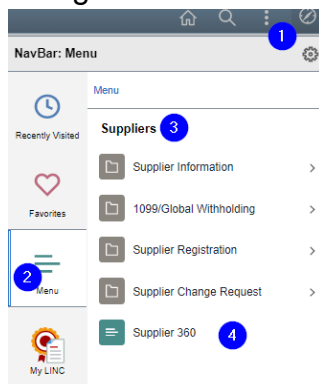 1
NavBar: Menu
Recently Visited
Favorites
2
Menu
My LINC
Menu
Suppliers 3
Supplier Information
1099/Global Withholding
Supplier Registration
Supplier Change Request
Supplier 360 4